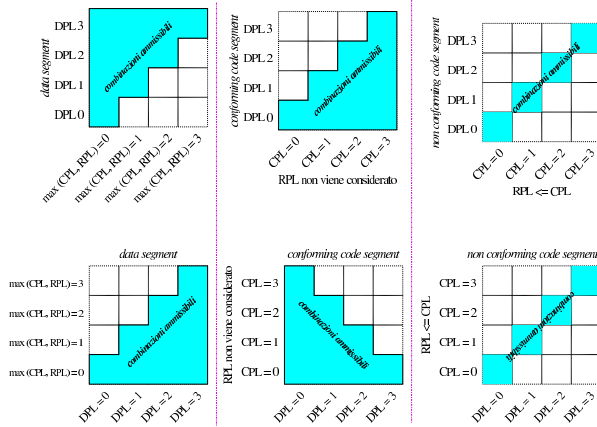 data segment
DPL 3
DPL 2
DPL 1
DPL 0
combinazioni ammissibili
max (CPL, RPL) = 0
max (CPL, RPL) = 1
max (CPL, RPL) = 2
max (CPL, RPL) = 3
conforming code segment
DPL 3
DPL 2
DPL 1
DPL 0
combinazioni ammissibili
CPL = 0
CPL = 1
CPL = 2
CPL = 3
RPL non viene considerato
non conforming code segment
DPL 3
DPL 2
DPL 1
DPL 0
combinazioni ammissibili
CPL = 0
CPL = 1
CPL = 2
CPL = 3
RPL <= CPL
data segment
max (CPL, RPL) = 3
max (CPL, RPL) = 2
max (CPL, RPL) = 1
max (CPL, RPL) = 0
combinazioni ammissibili
DPL = 0
DPL = 1
DPL = 2
DPL = 3
conforming code segment
RPL non viene considerato
CPL = 3
CPL = 2
CPL = 1
CPL = 0
combinazioni ammissibili
DPL = 0
DPL = 1
DPL = 2
DPL = 3
non conforming code segment
RPL <= CPL
CPL = 3
CPL = 2
CPL = 1
CPL = 0
DPL = 0
DPL = 1
DPL = 2
DPL = 3